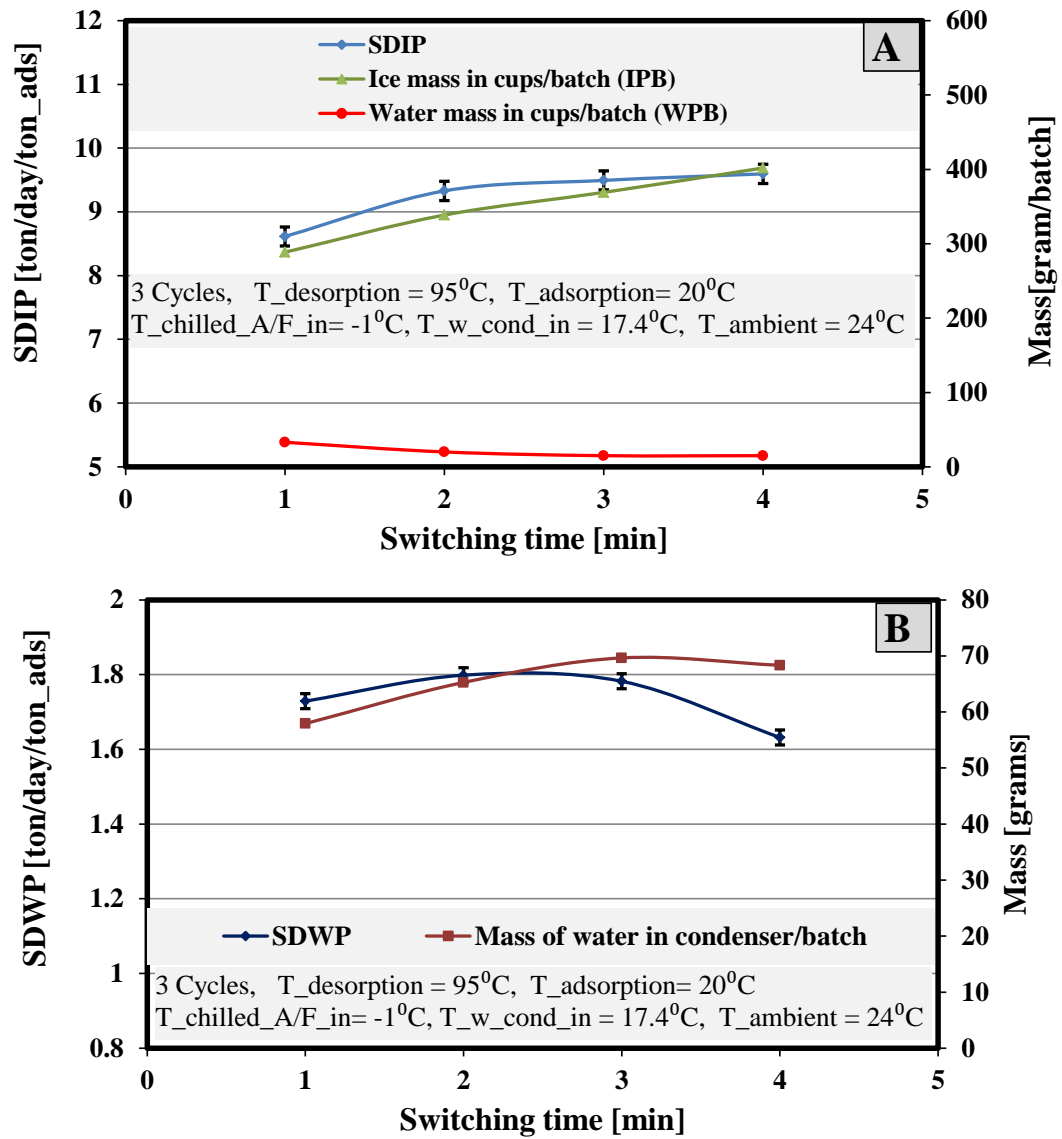 A
SDIP
Ice mass in cups/batch (IPB)
Water mass in cups/batch (WPB)
12
11
10
9
8
7
6
5
SDIP [ton/day/ton_ads]
600
500
400
300
200
100
0
Mass[gram/batch]
3 Cycles, T_desorption = 95⁰C, T_adsorption= 20⁰C
T_chilled_A/F_in= -1⁰C, T_w_cond_in = 17.4⁰C, T_ambient = 24⁰C
0 1 2 3 4 5
Switching time [min]
B
2
1.8
1.6
1.4
1.2
1
0.8
SDWP [ton/day/ton_ads]
80
70
60
50
40
30
20
10
0
Mass [grams]
SDWP Mass of water in condenser/batch
3 Cycles, T_desorption = 95⁰C, T_adsorption= 20⁰C
T_chilled_A/F_in= -1⁰C, T_w_cond_in = 17.4⁰C, T_ambient = 24⁰C
0 1 2 3 4 5
Switching time [min]